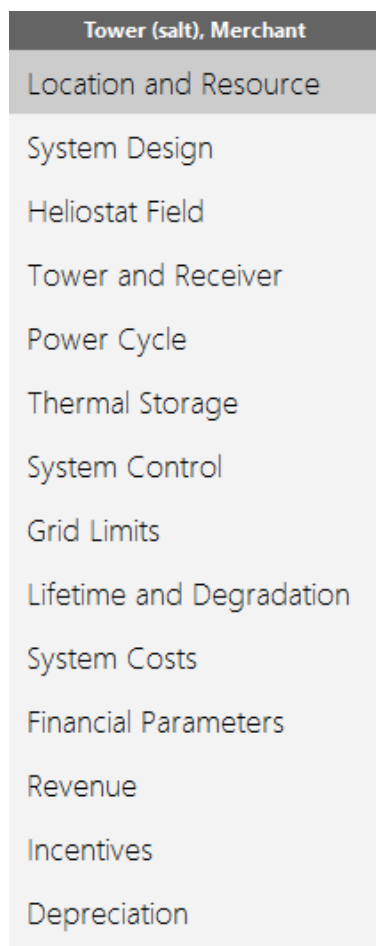 Tower (salt), Merchant
Location and Resource
System Design
Heliostat Field
Tower and Receiver
Power Cycle
Thermal Storage
System Control
Grid Limits
Lifetime and Degradation
System Costs
Financial Parameters
Revenue
Incentives
Depreciation